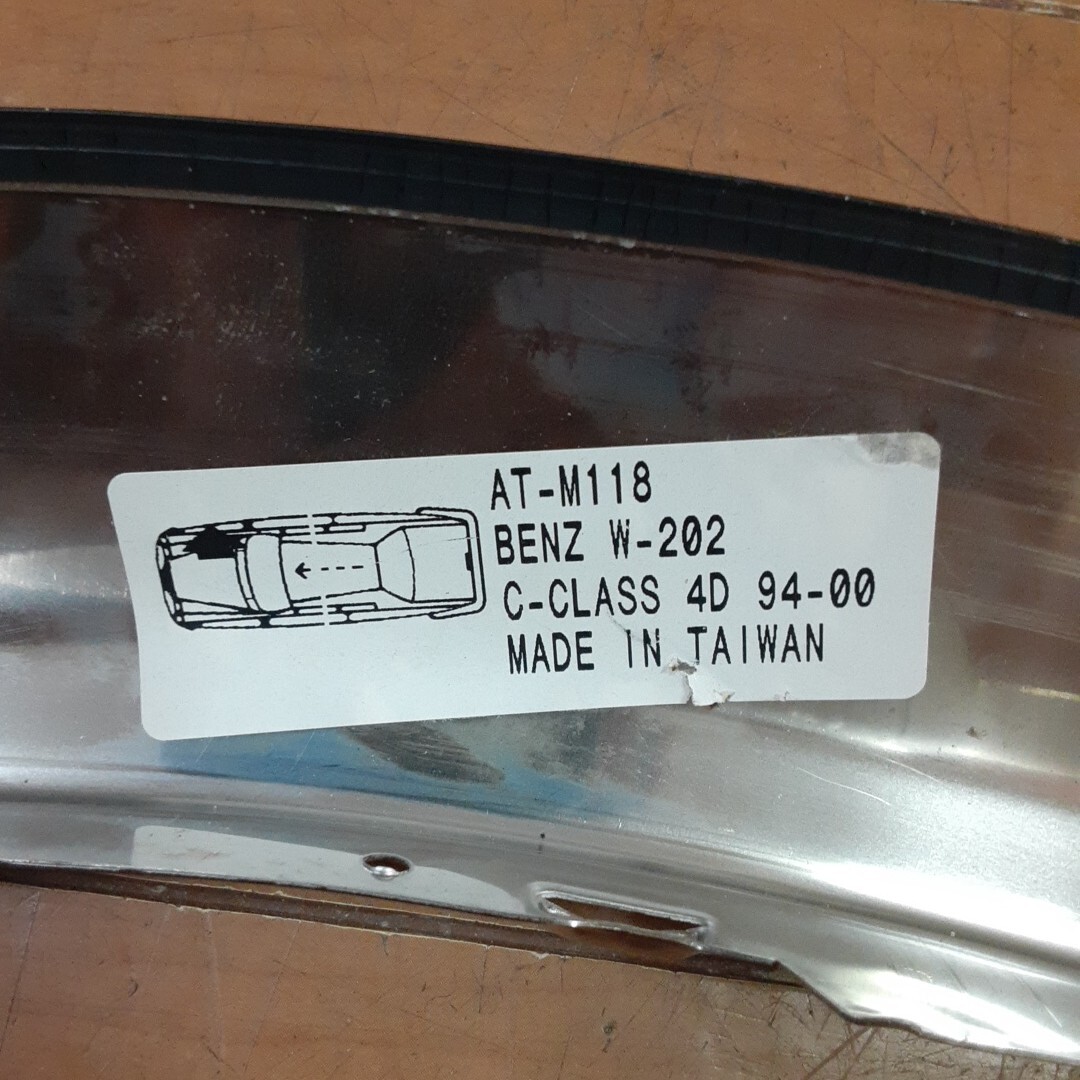 AT-M118
BENZ W-202
C-CLASS 4D 94-00
MADE IN TAIWAN